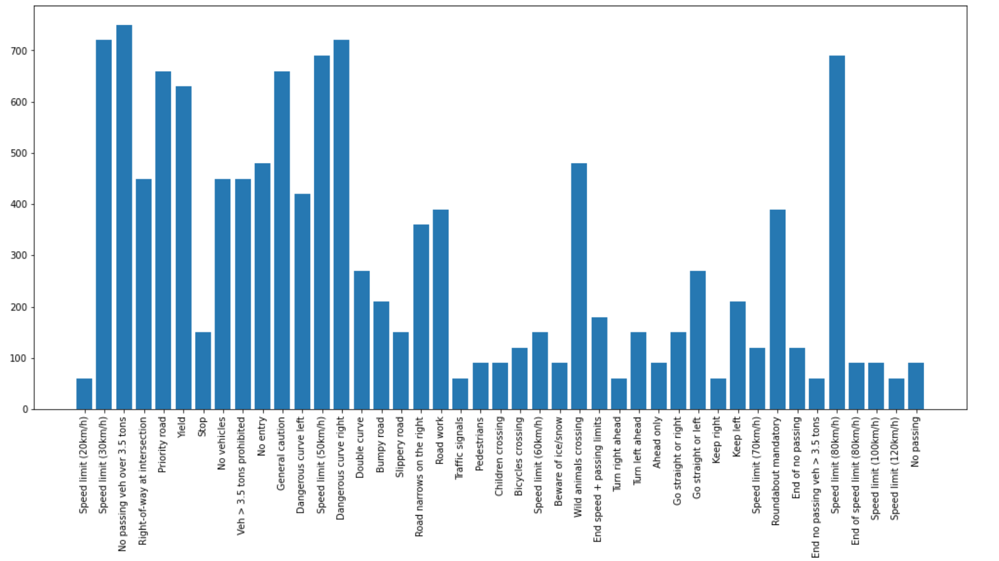 700
600
500
400
300
200
100
0
Speed limit (20km/h)
Speed limit (30km/h)
No passing veh over 3.5 tons
Right-of-way at intersection
Priority road
Yield
Stop
No vehicles
Veh > 3.5 tons prohibited
No entry
General caution
Dangerous curve left
Speed limit (50km/h)
Dangerous curve right
Double curve
Bumpy road
Slippery road
Road narrows on the right
Road work
Traffic signals
Pedestrians
Children crossing
Bicycles crossing
Speed limit (60km/h)
Beware of ice/snow
Wild animals crossing
End speed + passing limits
Turn right ahead
Turn left ahead
Ahead only
Go straight or right
Go straight or left
Keep right
Keep left
Speed limit (70km/h)
Roundabout mandatory
End of no passing
End no passing veh > 3.5 tons
Speed limit (80km/h)
End of speed limit (80km/h)
Speed limit (100km/h)
Speed limit (120km/h)
No passing